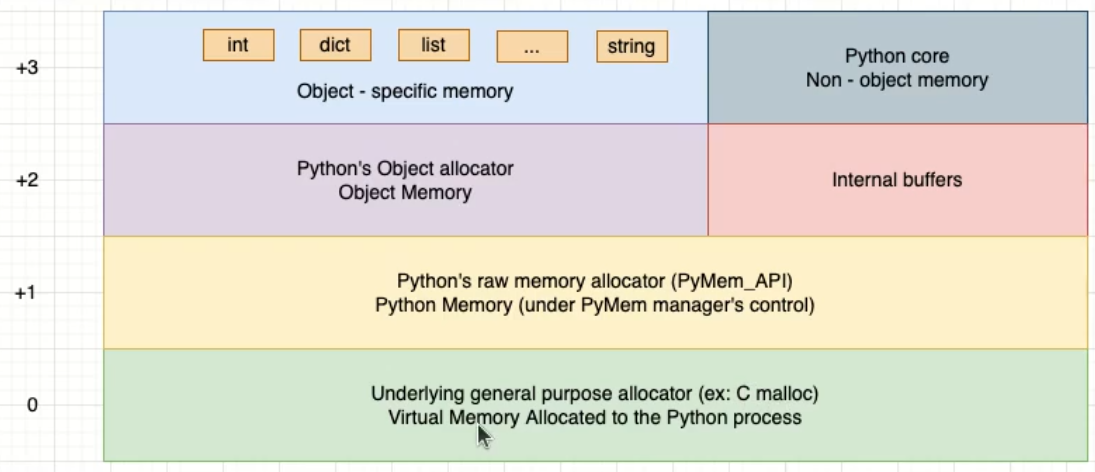 +3
int
dict
list
...
string
Object - specific memory
Python core
Non - object memory
+2
Python's Object allocator
Object Memory
Internal buffers
+1
Python's raw memory allocator (PyMem_API)
Python Memory (under PyMem manager's control)
0
Underlying general purpose allocator (ex: C malloc)
Virtual Memory Allocated to the Python process